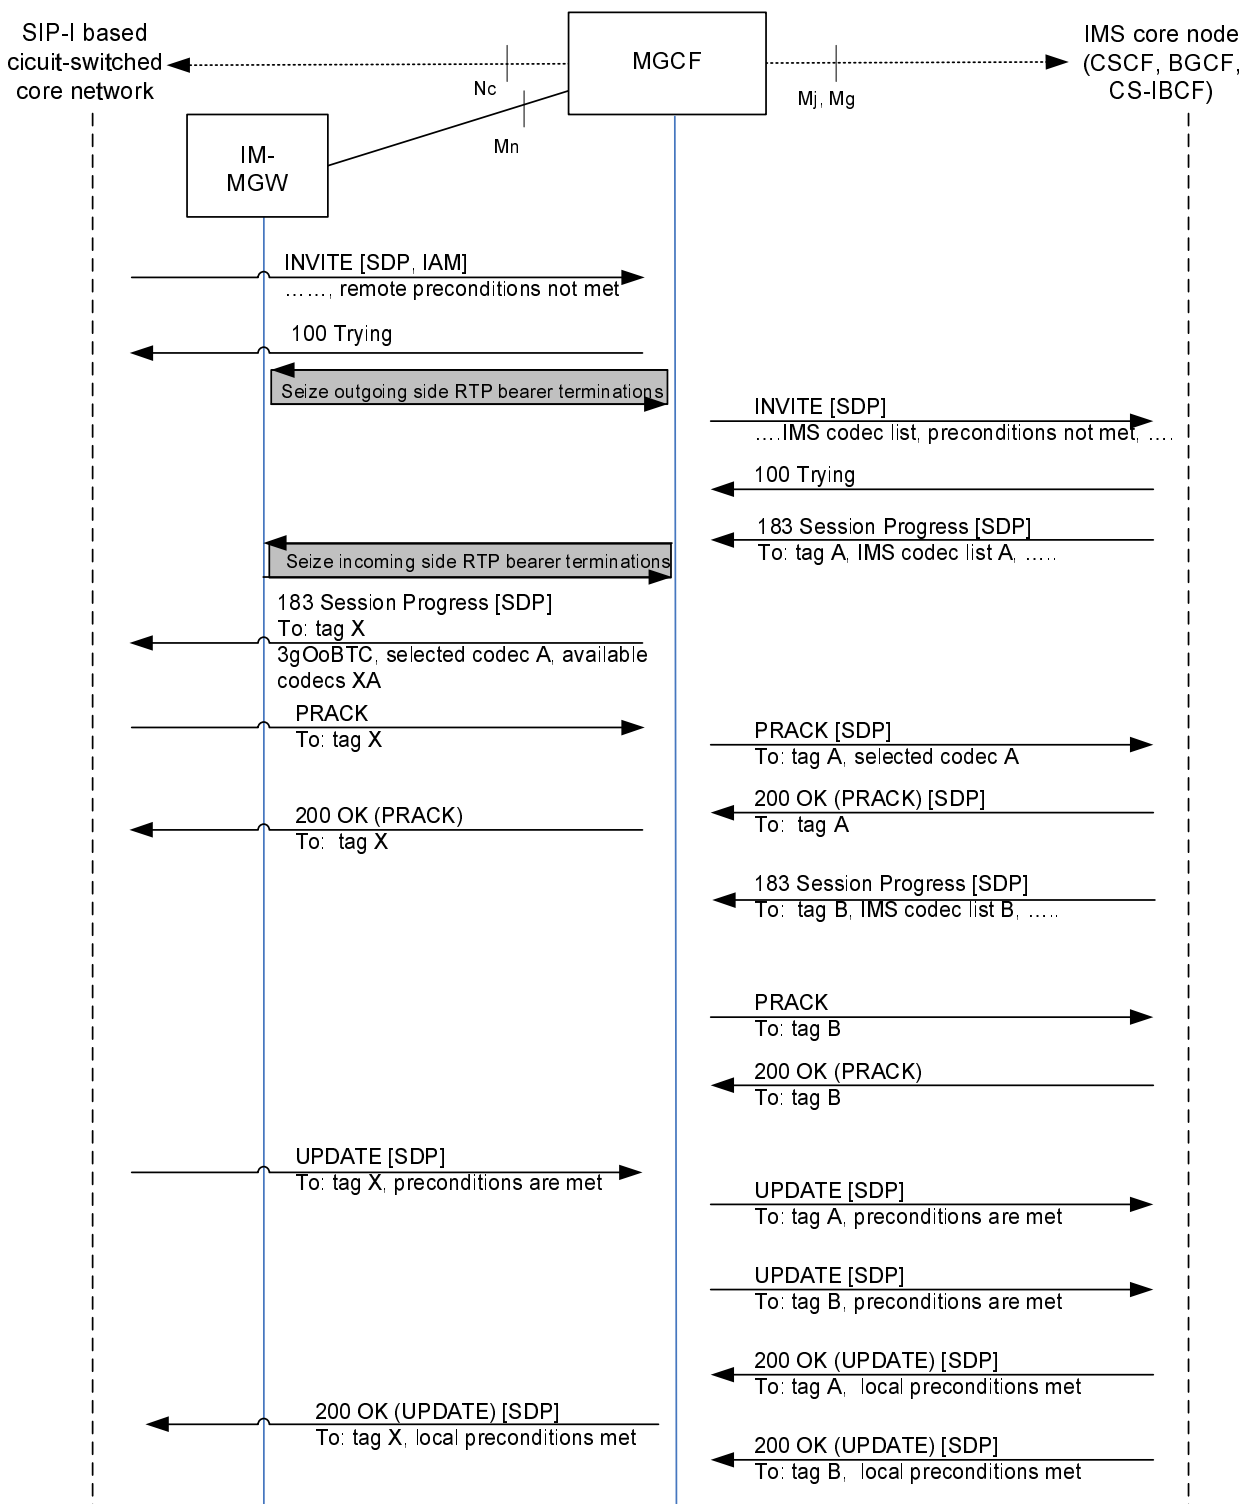 SIP-I based
cicuit-switched
core network
MGCF
IMS core node
(CSCF, BGCF,
CS-IBCF)
Nc
Mj, Mg
Mn
IM-
MGW
INVITE [SDP, IAM]
……, remote preconditions not met
100 Trying
Seize outgoing side RTP bearer terminations
INVITE [SDP]
….IMS codec list, preconditions not met, ….
100 Trying
183 Session Progress [SDP]
To: tag A, IMS codec list A, …..
Seize incoming side RTP bearer terminations
183 Session Progress [SDP]
To: tag X
3gOoBTC, selected codec A, available
codecs XA
PRACK
To: tag X
PRACK [SDP]
To: tag A, selected codec A
200 OK (PRACK) [SDP]
To: tag A
200 OK (PRACK)
To: tag X
183 Session Progress [SDP]
To: tag B, IMS codec list B, …..
PRACK
To: tag B
200 OK (PRACK)
To: tag B
UPDATE [SDP]
To: tag X, preconditions are met
UPDATE [SDP]
To: tag A, preconditions are met
UPDATE [SDP]
To: tag B, preconditions are met
200 OK (UPDATE) [SDP]
To: tag A, local preconditions met
200 OK (UPDATE) [SDP]
To: tag X, local preconditions met
200 OK (UPDATE) [SDP]
To: tag B, local preconditions met